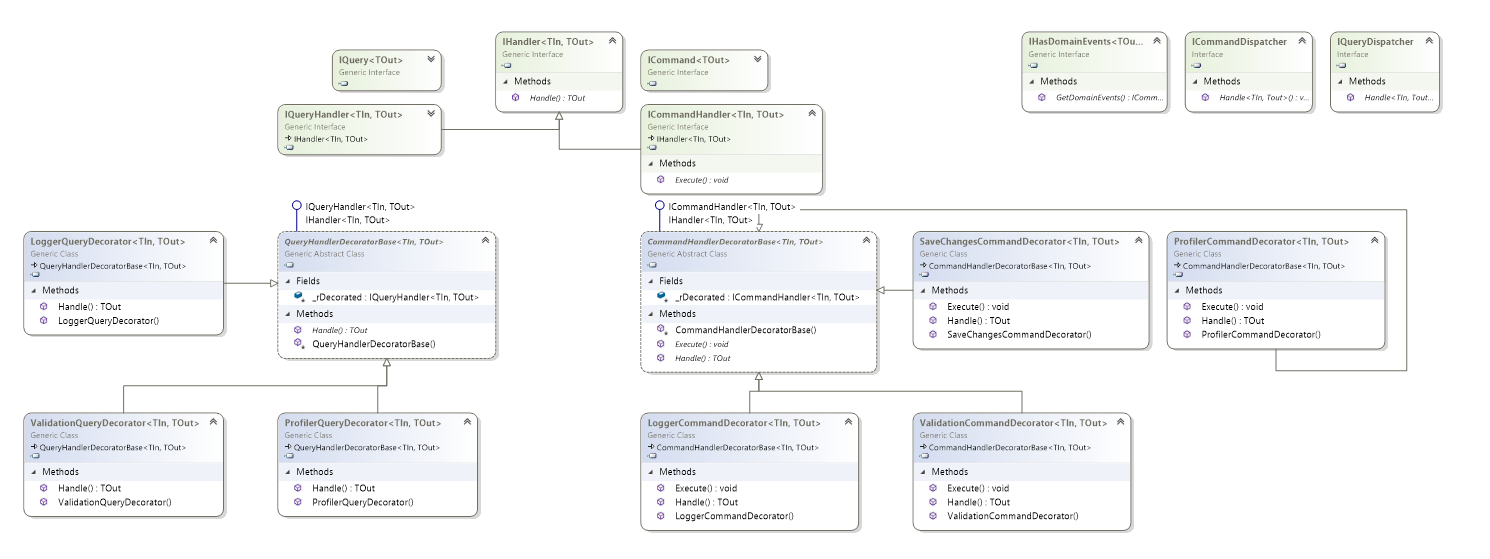 IQuery<TOut>
Generic Interface
IHandler<TIn, TOut>
Generic Interface
Methods
Handle() : TOut
ICommand<TOut>
Generic Interface
IHasDomainEvents<TOu...
Generic Interface
Methods
GetDomainEvents() : IComm...
ICommandDispatcher
Interface
Methods
Handle<TIn, Tout>() : v...
IQueryDispatcher
Interface
Methods
Handle<TIn, Tout...
IQueryHandler<TIn, TOut>
Generic Interface
IHandler<TIn, TOut>
ICommandHandler<TIn, TOut>
Generic Interface
IHandler<TIn, TOut>
Methods
Execute() : void
LoggerQueryDecorator<TIn, TOut>
Generic Class
QueryHandlerDecoratorBase<TIn, TOut>
Methods
Handle() : TOut
LoggerQueryDecorator()
IQueryHandler<TIn, TOut>
IHandler<TIn, TOut>
QueryHandlerDecoratorBase<TIn, TOut>
Generic Abstract Class
Fields
_rDecorated : IQueryHandler<TIn, TOut>
Methods
Handle() : TOut
QueryHandlerDecoratorBase()
ICommandHandler<TIn, TOut>
IHandler<TIn, TOut>
CommandHandlerDecoratorBase<TIn, TOut>
Generic Abstract Class
Fields
_rDecorated : ICommandHandler<TIn, TOut>
Methods
CommandHandlerDecoratorBase()
Execute() : void
Handle() : TOut
SaveChangesCommandDecorator<TIn, TOut>
Generic Class
CommandHandlerDecoratorBase<TIn, TOut>
Methods
Execute() : void
Handle() : TOut
SaveChangesCommandDecorator()
ProfilerCommandDecorator<TIn, TOut>
Generic Class
CommandHandlerDecoratorBase<TIn, TOut>
Methods
Execute() : void
Handle() : TOut
ProfilerCommandDecorator()
ValidationQueryDecorator<TIn, TOut>
Generic Class
QueryHandlerDecoratorBase<TIn, TOut>
Methods
Handle() : TOut
ValidationQueryDecorator()
ProfilerQueryDecorator<TIn, TOut>
Generic Class
QueryHandlerDecoratorBase<TIn, TOut>
Methods
Handle() : TOut
ProfilerQueryDecorator()
LoggerCommandDecorator<TIn, TOut>
Generic Class
CommandHandlerDecoratorBase<TIn, TOut>
Methods
Execute() : void
Handle() : TOut
LoggerCommandDecorator()
ValidationCommandDecorator<TIn, TOut>
Generic Class
CommandHandlerDecoratorBase<TIn, TOut>
Methods
Execute() : void
Handle() : TOut
ValidationCommandDecorator()